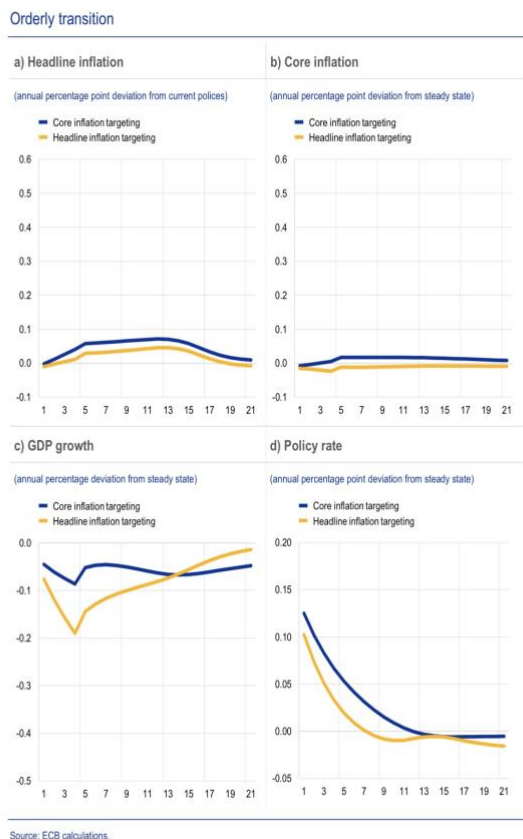 Orderly transition
a) Headline inflation
(annual percentage point deviation from current polices)
Core inflation targeting
Headline inflation targeting
0.6
0.5
0.4
0.3
0.2
0.1
0.0
-0.1
1 3 5 7 9 11 13 15 17 19 21
b) Core inflation
(annual percentage point deviation from steady state)
Core inflation targeting
Headline inflation targeting
0.6
0.5
0.4
0.3
0.2
0.1
0.0
-0.1
1 3 5 7 9 11 13 15 17 19 21
c) GDP growth
(annual percentage deviation from steady state)
Core inflation targeting
Headline inflation targeting
0.0
-0.1
-0.2
-0.3
-0.4
-0.5
1 3 5 7 9 11 13 15 17 19 21
d) Policy rate
(annual percentage point deviation from steady state)
Core inflation targeting
Headline inflation targeting
0.20
0.15
0.10
0.05
0.00
-0.05
1 3 5 7 9 11 13 15 17 19 21
Source: ECB calculations.